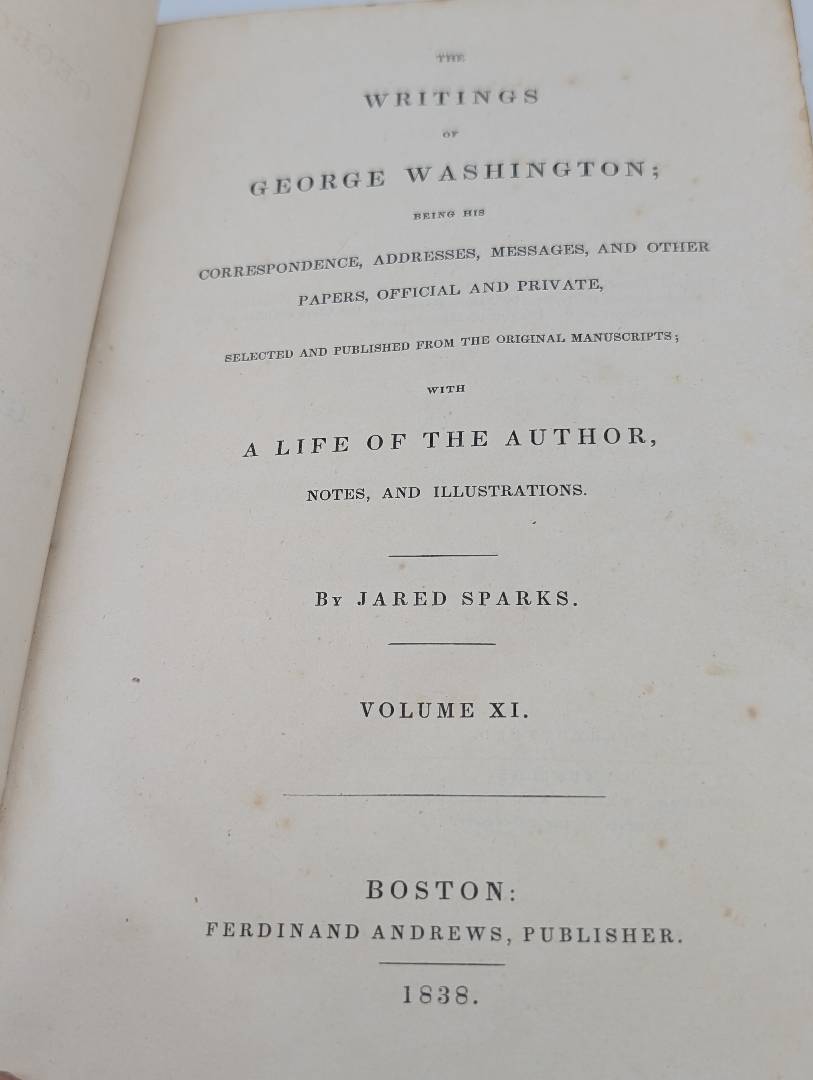 THE
WRITINGS
OF
GEORGE WASHINGTON;
BEING HIS
CORRESPONDENCE, ADDRESSES, MESSAGES, AND OTHER
PAPERS, OFFICIAL AND PRIVATE,
SELECTED AND PUBLISHED FROM THE ORIGINAL MANUSCRIPTS;
WITH
A LIFE OF THE AUTHOR,
NOTES, AND ILLUSTRATIONS.
BY JARED SPARKS.
VOLUME XI.
BOSTON:
FERDINAND ANDREWS, PUBLISHER.
1838.